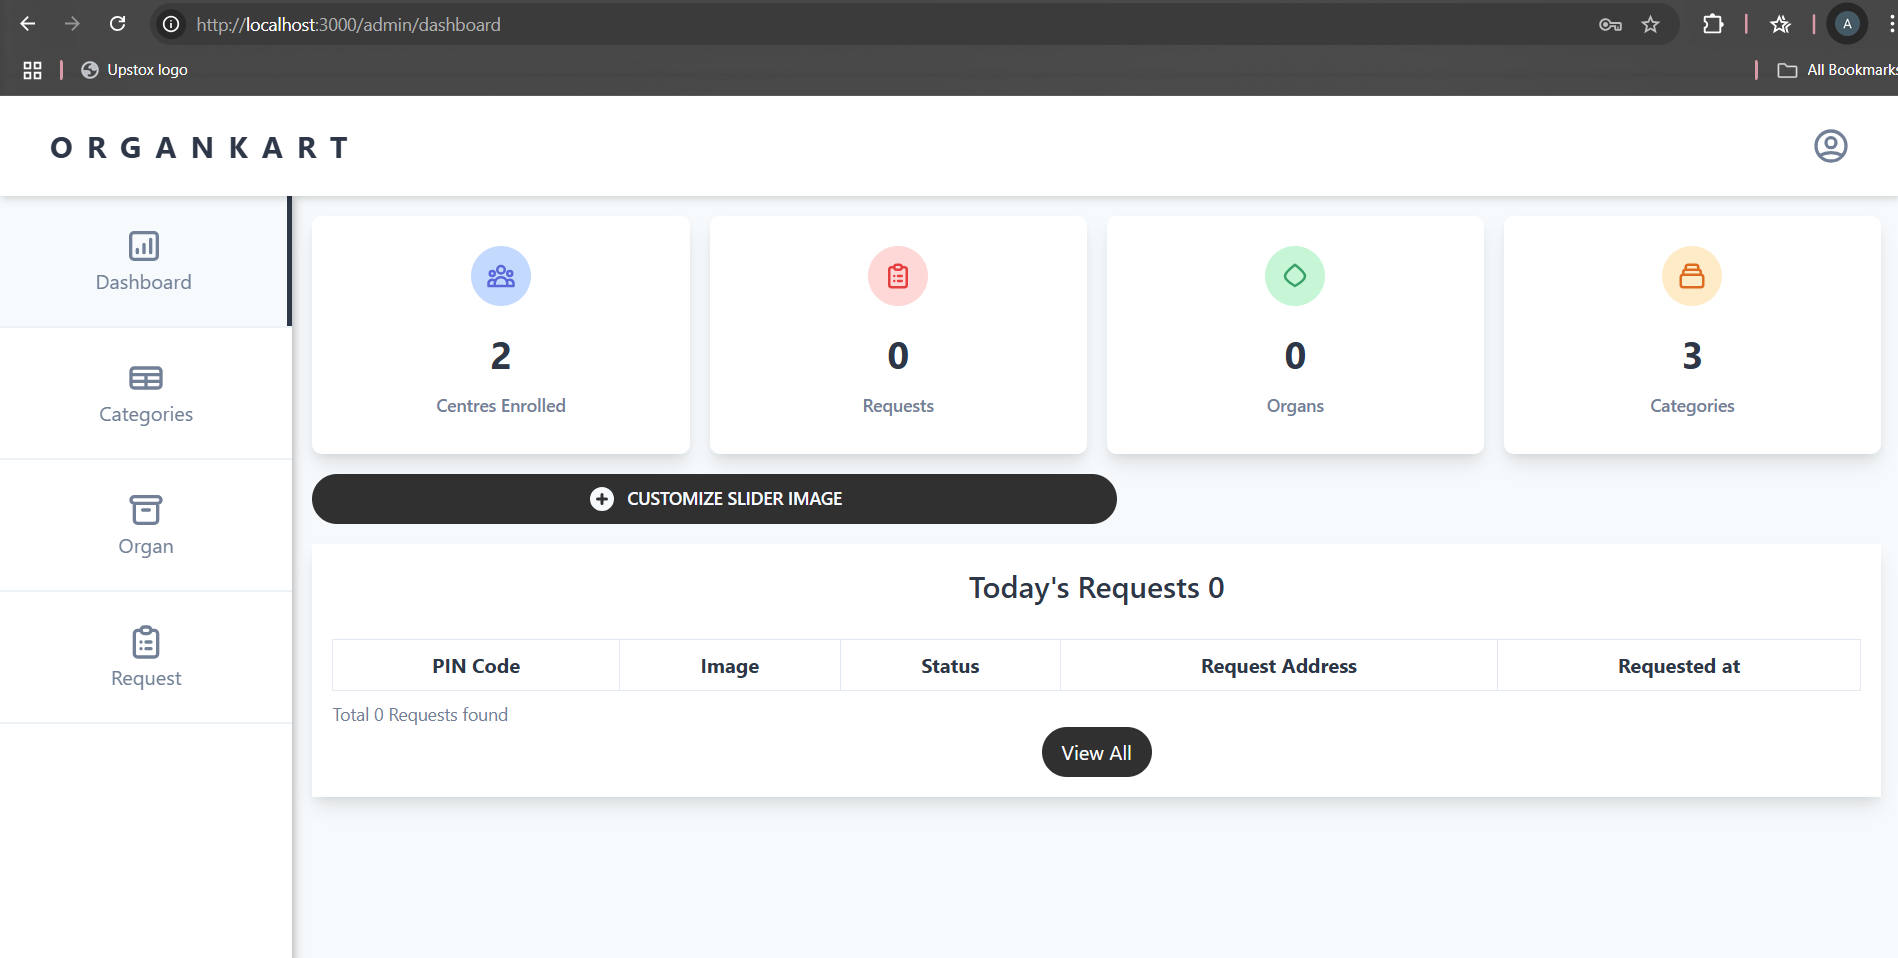 http://localhost:3000/admin/dashboard
A
Upstox logo
All Bookmarks
ORGANKART
Dashboard
Categories
Organ
Request
2
Centres Enrolled
0
Requests
0
Organs
3
Categories
CUSTOMIZE SLIDER IMAGE
Today's Requests 0
PIN Code Image Status Request Address Requested at
Total 0 Requests found
View All